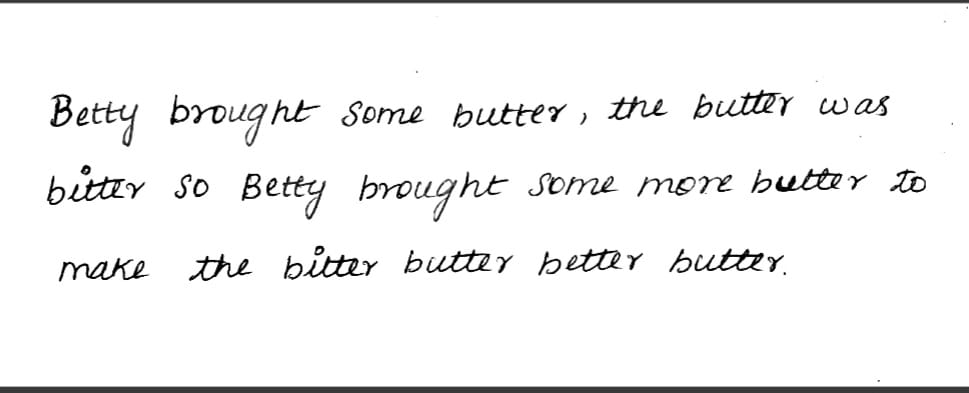 Betty brought some butter, the butter was
bitter so Betty brought some more butter to
make the bitter butter better butter.